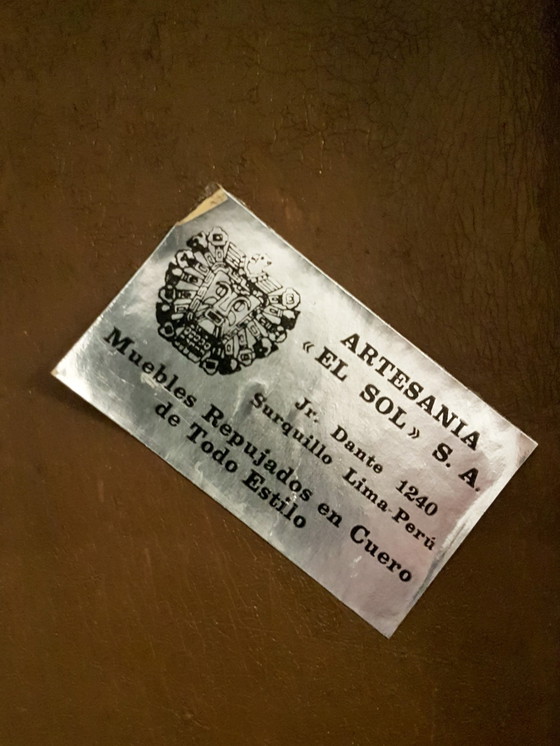 ARTESANIA
«EL SOL» S. A.
Jr. Dante 1240
Surquillo Lima-Perú
Muebles Repujados en Cuero
de Todo Estilo